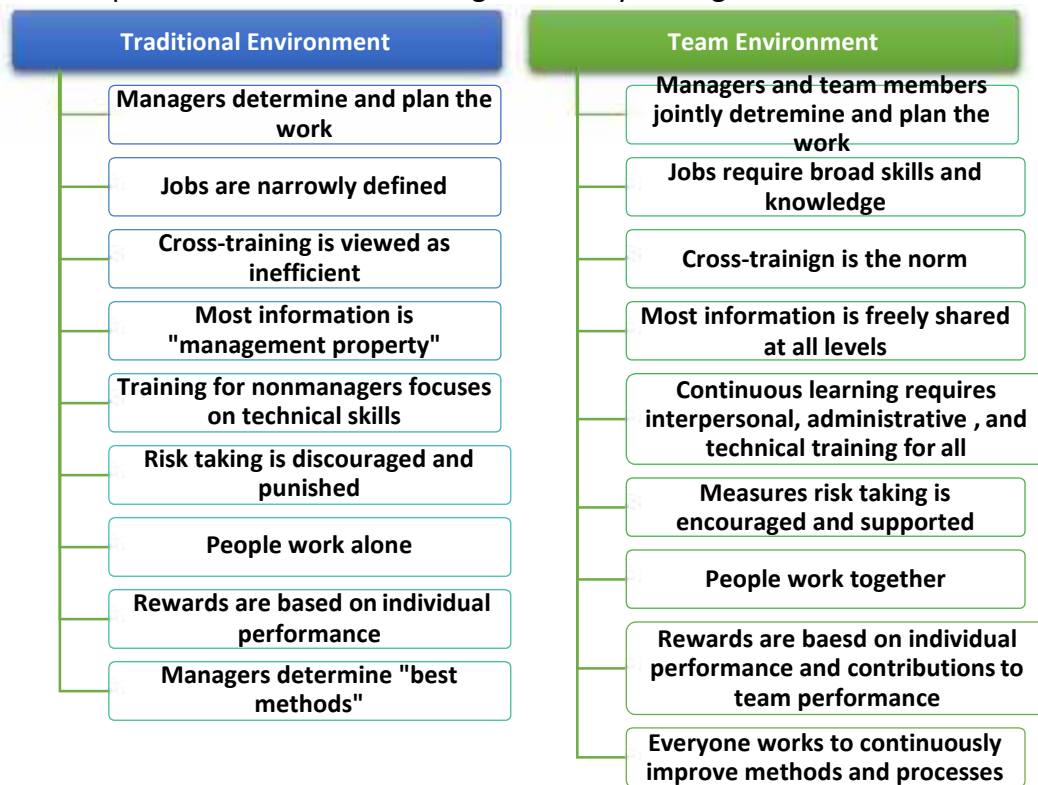 Traditional Environment
Managers determine and plan the
work
Jobs are narrowly defined
Cross-training is viewed as
inefficient
Most information is
"management property"
Training for nonmanagers focuses
on technical skills
Risk taking is discouraged and
punished
People work alone
Rewards are based on individual
performance
Managers determine "best
methods"
Team Environment
Managers and team members
jointly detremine and plan the
work
Jobs require broad skills and
knowledge
Cross-trainign is the norm
Most information is freely shared
at all levels
Continuous learning requires
interpersonal, administrative , and
technical training for all
Measures risk taking is
encouraged and supported
People work together
Rewards are baesd on individual
performance and contributions to
team performance
Everyone works to continuously
improve methods and processes